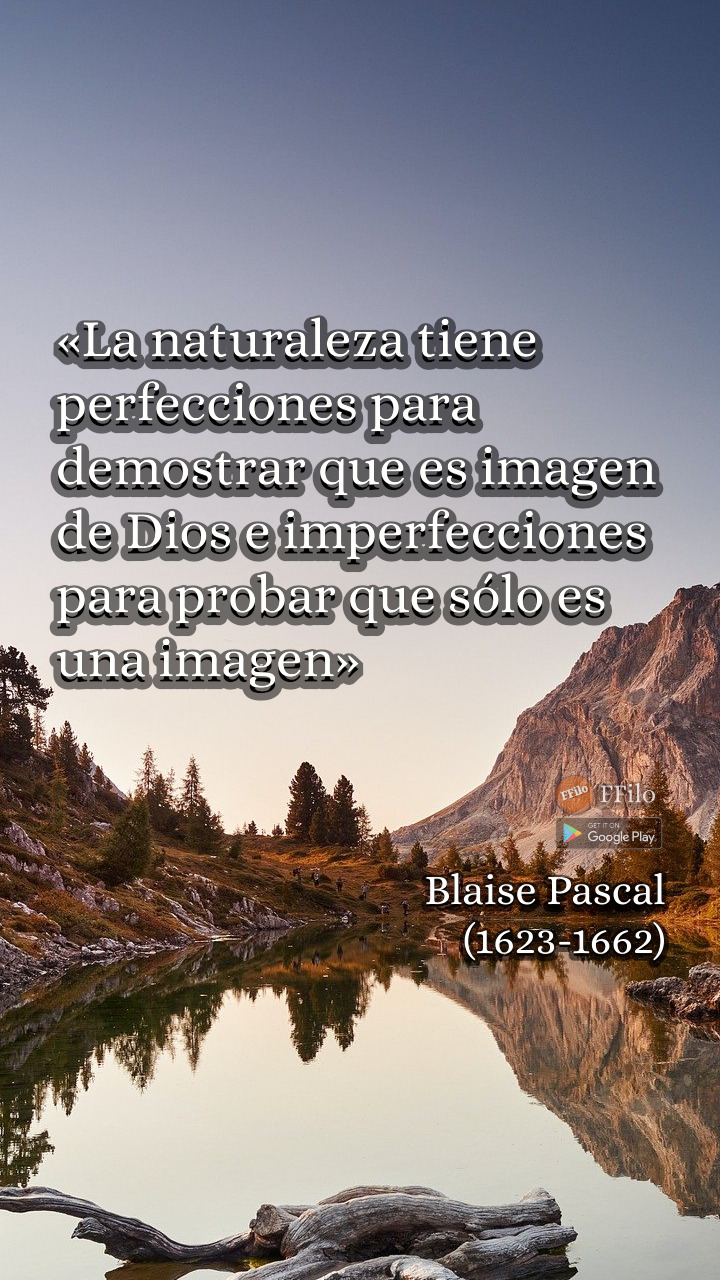 «La naturaleza tiene
perfecciones para
demostrar que es imagen
de Dios e imperfecciones
para probar que sólo es
una imagen»
FFilo FFilo
GET IT ON
Google Play
Blaise Pascal
(1623-1662)